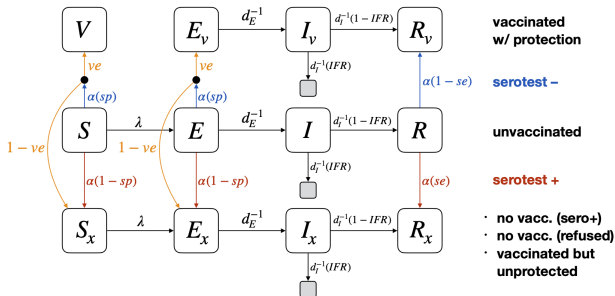 V
E_v
d_E^{-1}
I_v
d_I^{-1}(1 − IFR)
R_v
vaccinated
w/ protection
ve
ve
d_I^{-1}(IFR)
α(sp)
α(sp)
α(1 − se)
serotest −
S
λ
E
d_E^{-1}
I
d_I^{-1}(1−IFR)
R
unvaccinated
1 − ve
1 − ve
d_I^{-1}(IFR)
α(1 − sp)
α(1 − sp)
α(se)
serotest +
S_x
λ
E_x
d_E^{-1}
I_x
d_I^{-1}(1 − IFR)
R_x
d_I^{-1}(IFR)
· no vacc. (sero+)
· no vacc. (refused)
· vaccinated but
unprotected